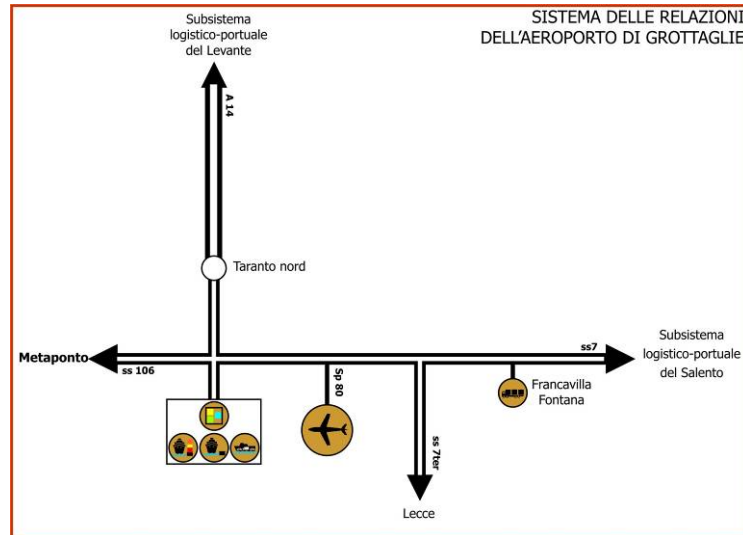 SISTEMA DELLE RELAZIONI
DELL'AEROPORTO DI GROTTAGLIE
Subsistema
logistico-portuale
del Levante
A 14
Taranto nord
Metaponto
ss 106
ss7
Subsistema
logistico-portuale
del Salento
Sp 80
Francavilla
Fontana
ss 7ter
Lecce